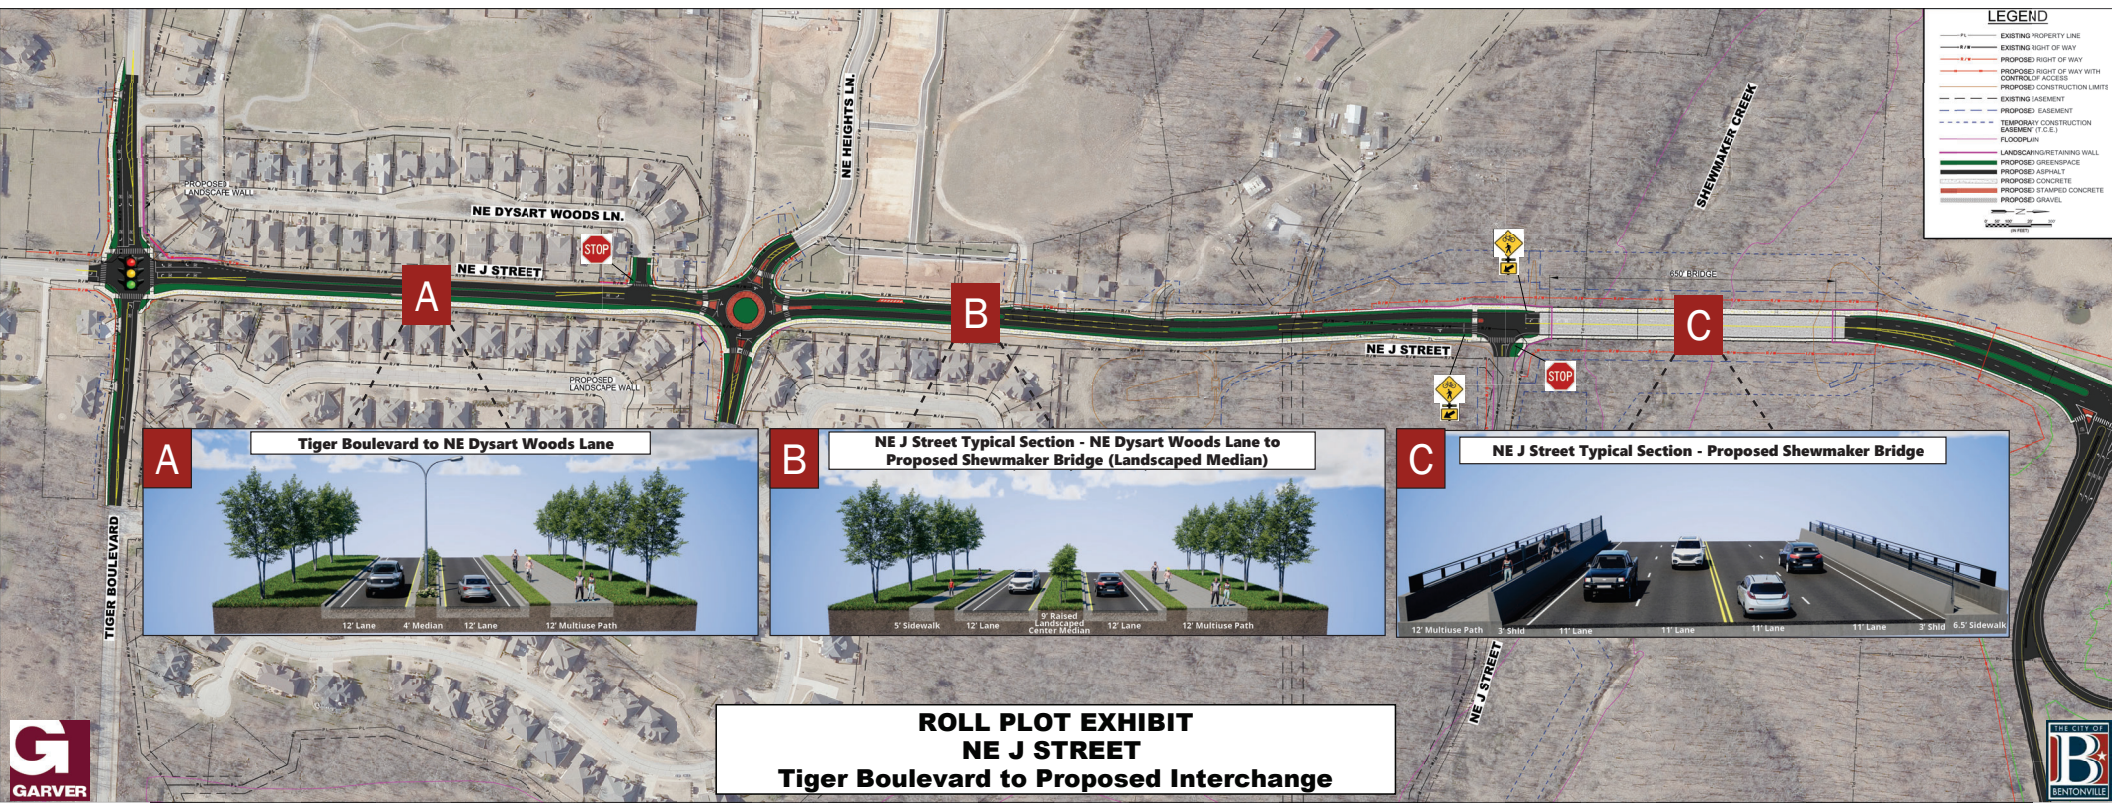 LEGEND
EXISTING PROPERTY LINE
EXISTING RIGHT OF WAY
PROPOSED RIGHT OF WAY
PROPOSED RIGHT OF WAY WITH
CONTROL OF ACCESS
PROPOSED CONSTRUCTION LIMITS
EXISTING EASEMENT
PROPOSED EASEMENT
TEMPORARY CONSTRUCTION
EASEMENT (T.C.E.)
FLOODPLAIN
LANDSCAPING/RETAINING WALL
PROPOSED GREENSPACE
PROPOSED ASPHALT
PROPOSED CONCRETE
PROPOSED STAMPED CONCRETE
PROPOSED GRAVEL
(IN FEET)
NE HEIGHTS LN.
SHEWMAKER CREEK
PROPOSED
LANDSCAPE WALL
NE DYSART WOODS LN.
STOP
NE J STREET
A
B
650' BRIDGE
C
NE J STREET
STOP
PROPOSED
LANDSCAPE WALL
A
Tiger Boulevard to NE Dysart Woods Lane
12' Lane
4' Median
12' Lane
12' Multiuse Path
B
NE J Street Typical Section - NE Dysart Woods Lane to
Proposed Shewmaker Bridge (Landscaped Median)
5' Sidewalk
12' Lane
9' Raised
Landscaped
Center Median
12' Lane
12' Multiuse Path
C
NE J Street Typical Section - Proposed Shewmaker Bridge
12' Multiuse Path
3' Shld
11' Lane
11' Lane
11' Lane
11' Lane
3' Shld
6.5' Sidewalk
TIGER BOULEVARD
NE J STREET
ROLL PLOT EXHIBIT
NE J STREET
Tiger Boulevard to Proposed Interchange
G
GARVER
THE CITY OF
B
BENTONVILLE